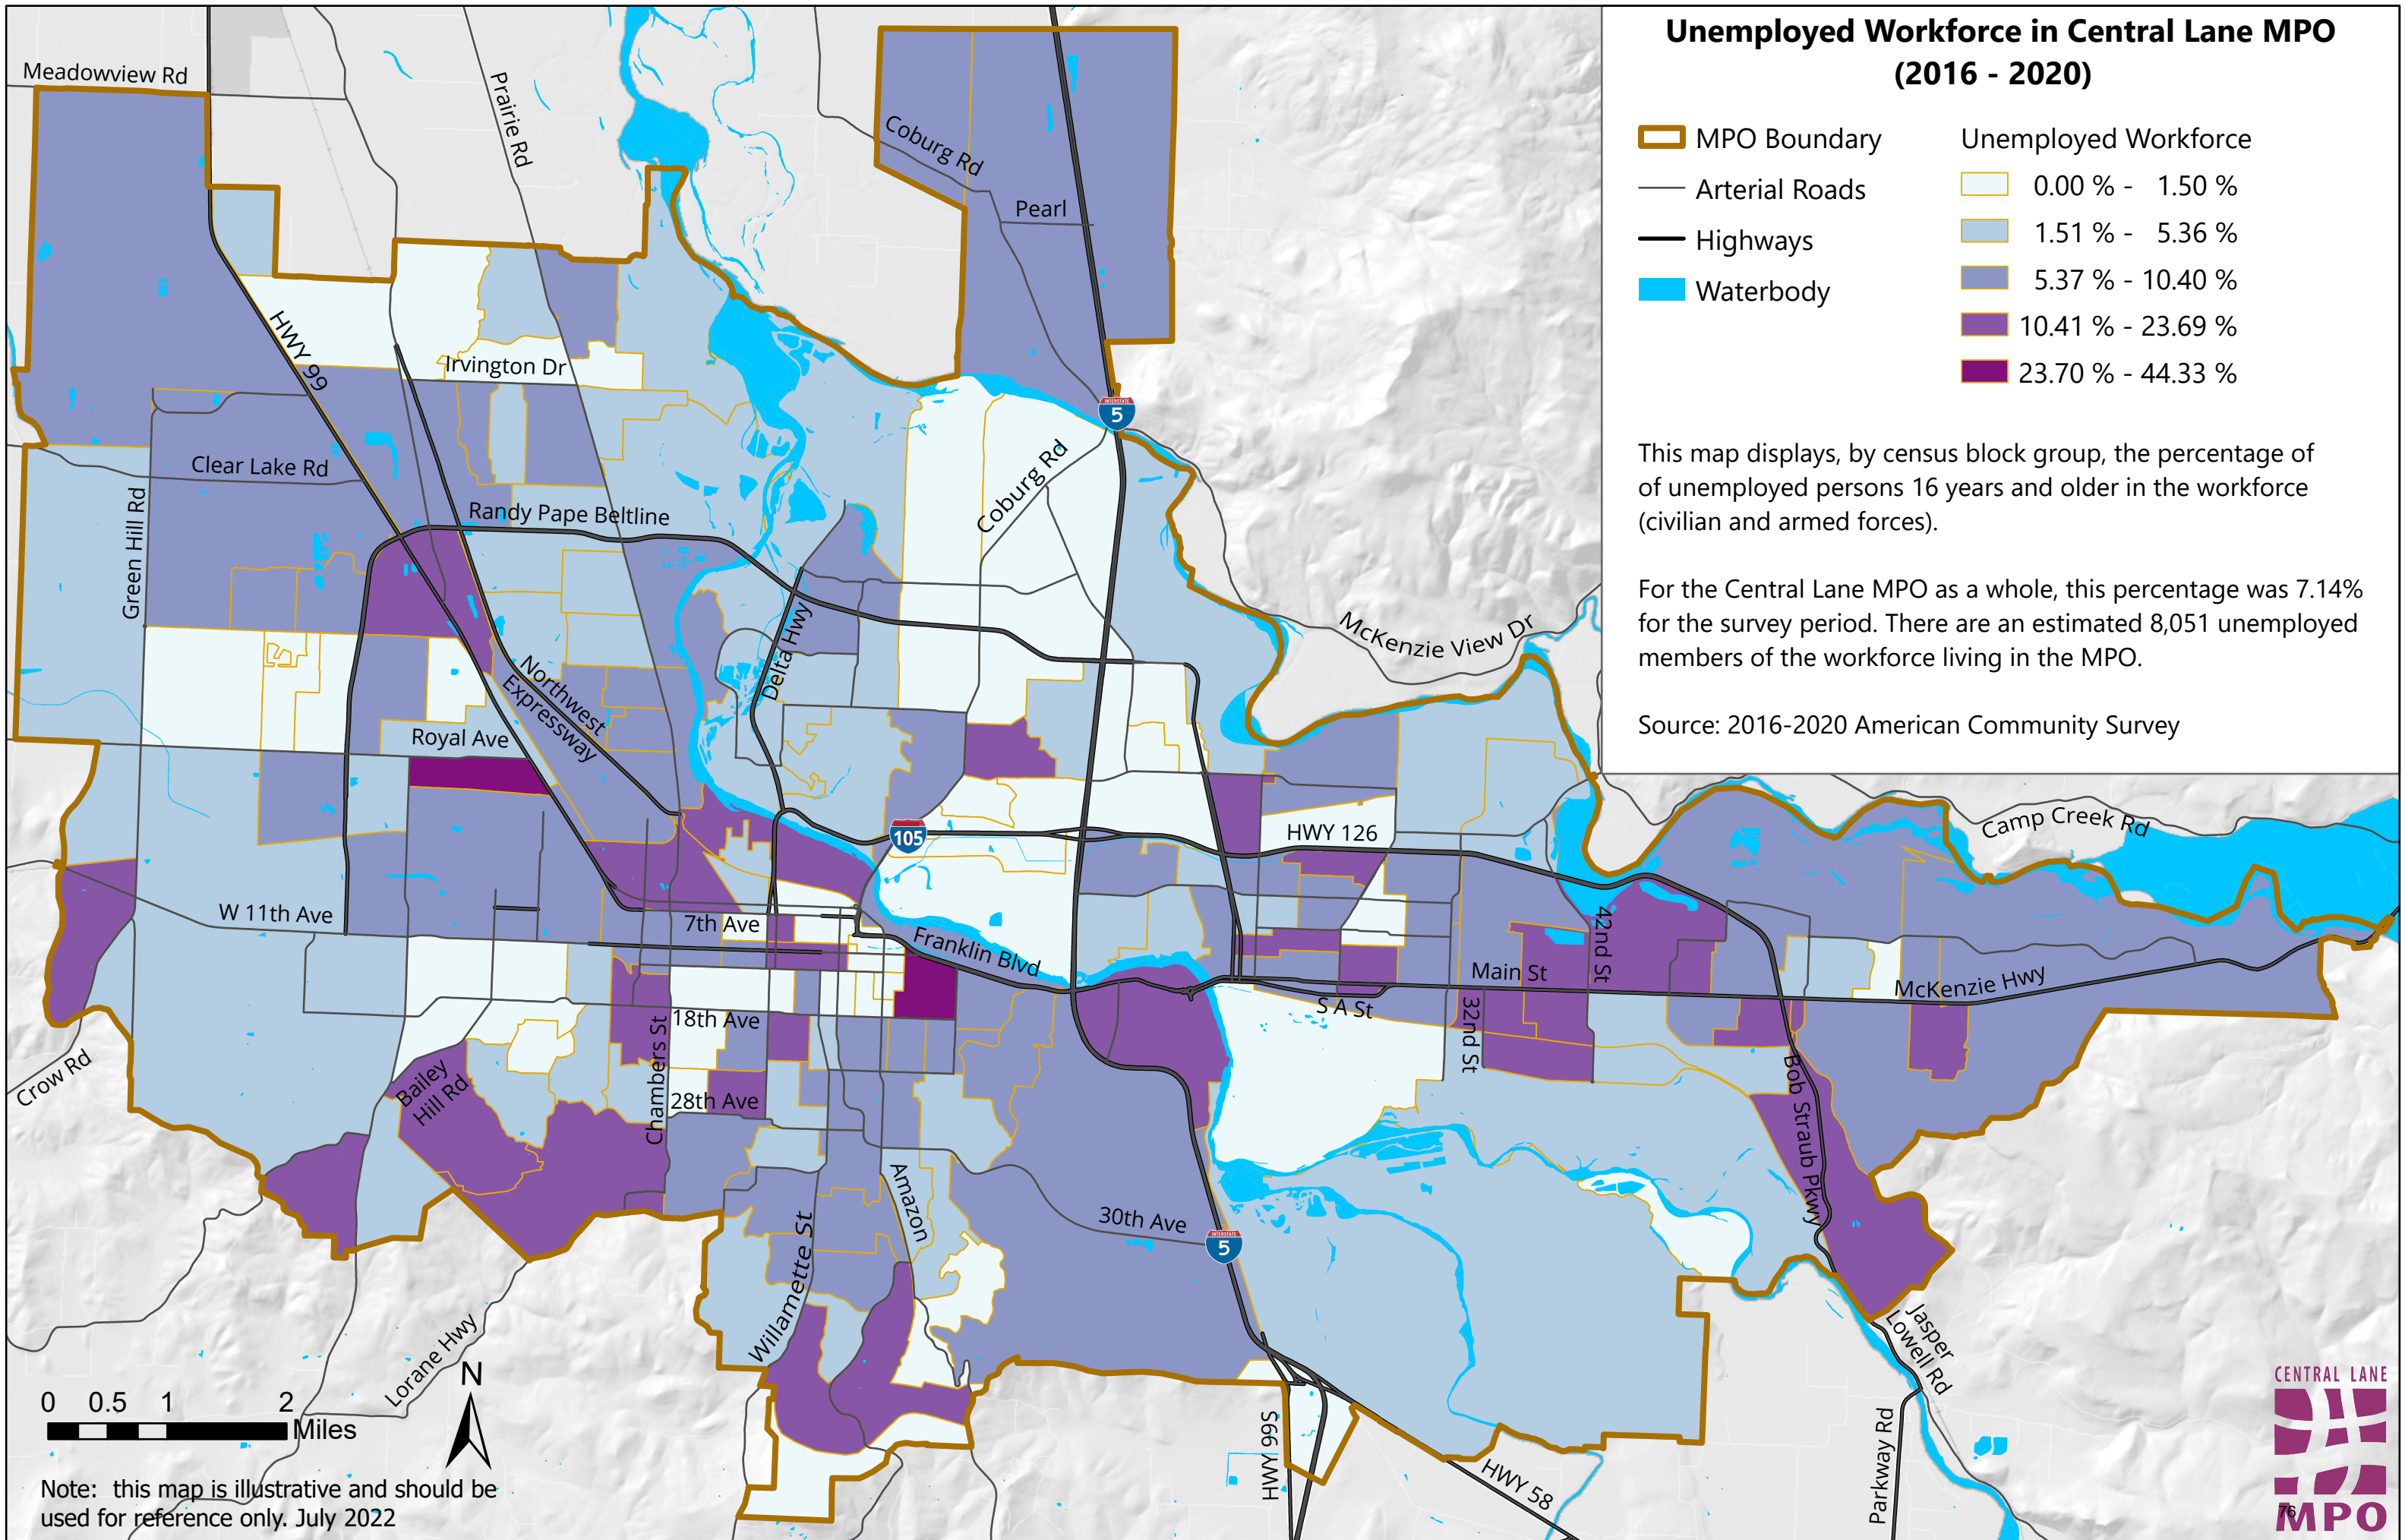 Unemployed Workforce in Central Lane MPO
(2016 - 2020)
MPO Boundary
Arterial Roads
Highways
Waterbody
Unemployed Workforce
0.00 % - 1.50 %
1.51 % - 5.36 %
5.37 % - 10.40 %
10.41 % - 23.69 %
23.70 % - 44.33 %
This map displays, by census block group, the percentage of
of unemployed persons 16 years and older in the workforce
(civilian and armed forces).
For the Central Lane MPO as a whole, this percentage was 7.14%
for the survey period. There are an estimated 8,051 unemployed
members of the workforce living in the MPO.
Source: 2016-2020 American Community Survey
Meadowview Rd
Prairie Rd
Coburg Rd
Pearl
HWY 99
Irvington Dr
INTERSTATE
5
Clear Lake Rd
Coburg Rd
Green Hill Rd
Randy Pape Beltline
Delta Hwy
McKenzie View Dr
Northwest
Expressway
Royal Ave
105
HWY 126
Camp Creek Rd
W 11th Ave
7th Ave
Franklin Blvd
42nd St
Main St
McKenzie Hwy
S A St
32nd St
18th Ave
Chambers St
Crow Rd
Bailey
Hill Rd
28th Ave
Bob Straub Pkwy
Amazon
30th Ave
INTERSTATE
5
Willamette St
Lorane Hwy
Jasper
Lowell Rd
HWY 99S
HWY 58
Parkway Rd
N
0 0.5 1 2
Miles
Note: this map is illustrative and should be
used for reference only. July 2022
CENTRAL LANE
76
MPO